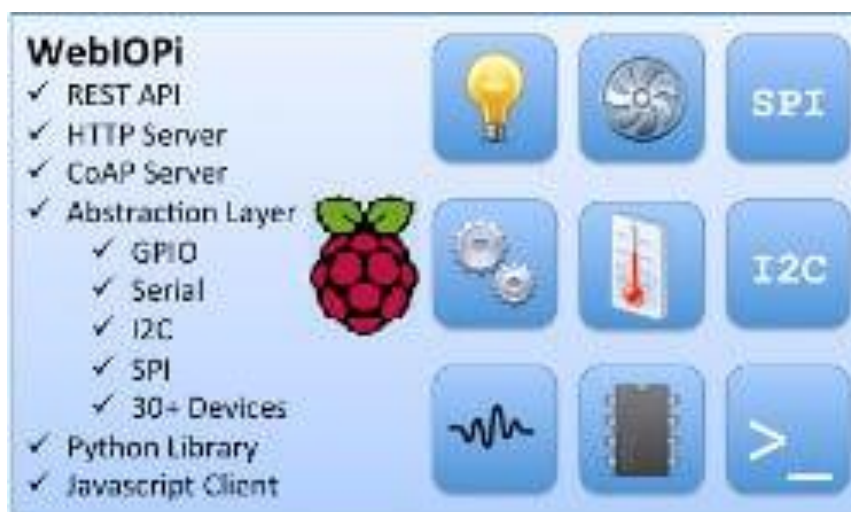 WebIOPi
✓ REST API
✓ HTTP Server
✓ CoAP Server
✓ Abstraction Layer
✓ GPIO
✓ Serial
✓ I2C
✓ SPI
✓ 30+ Devices
✓ Python Library
✓ Javascript Client
SPI
I2C
>_